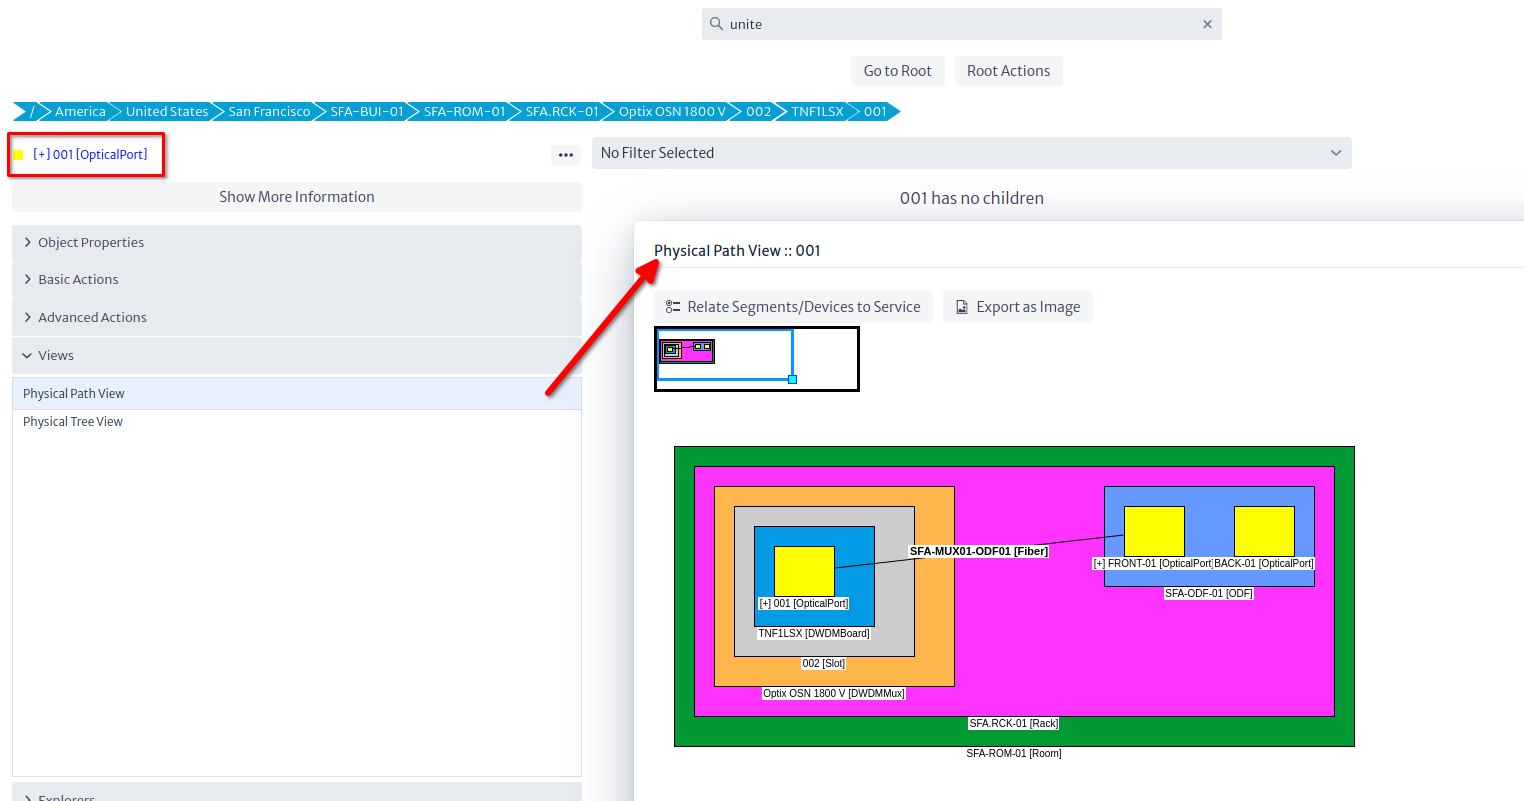 unite
Go to Root
Root Actions
/ America United States San Francisco SFA-BUI-01 SFA-ROM-01 SFA.RCK-01 Optix OSN 1800 V 002 TNF1LSX 001
[+] 001 [OpticalPort]
No Filter Selected
Show More Information
001 has no children
Object Properties
Basic Actions
Advanced Actions
Views
Physical Path View
Physical Tree View
Explorers
Physical Path View :: 001
Relate Segments/Devices to Service
Export as Image
SFA-MUX01-ODF01 [Fiber]
[+] FRONT-01 [OpticalPort]
BACK-01 [OpticalPort]
SFA-ODF-01 [ODF]
[+] 001 [OpticalPort]
TNF1LSX [DWDMBoard]
002 [Slot]
Optix OSN 1800 V [DWDMMux]
SFA.RCK-01 [Rack]
SFA-ROM-01 [Room]